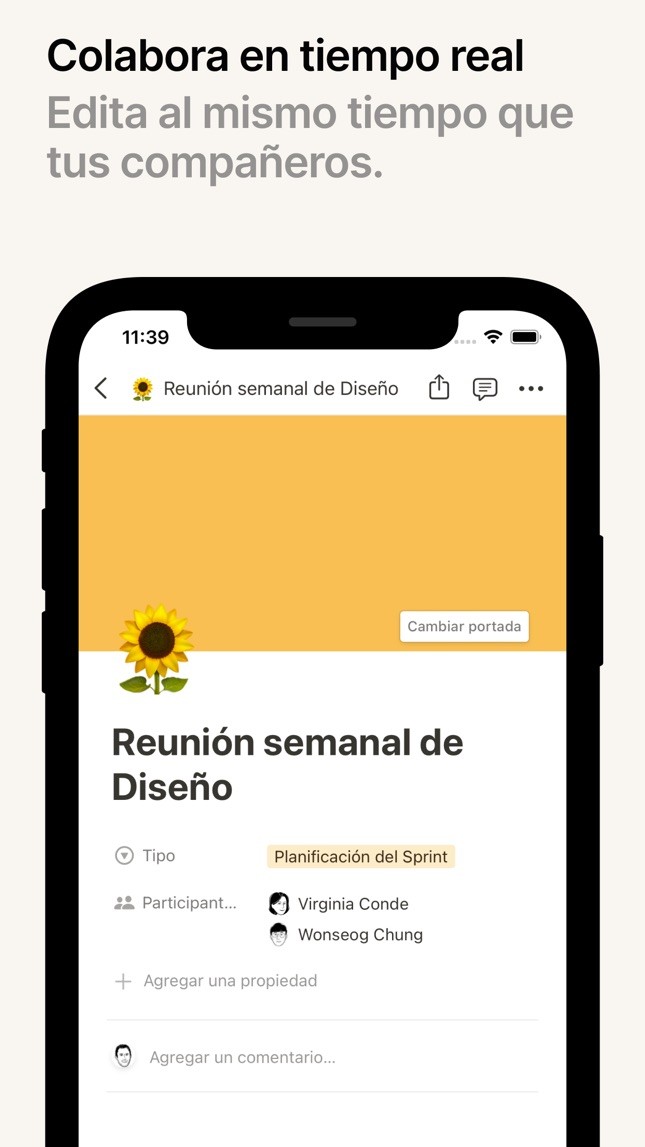 Colabora en tiempo real
Edita al mismo tiempo que
tus compañeros.
11:39
Reunión semanal de Diseño
Cambiar portada
Reunión semanal de
Diseño
Tipo
Planificación del Sprint
Participant...
Virginia Conde
Wonseog Chung
Agregar una propiedad
Agregar un comentario...